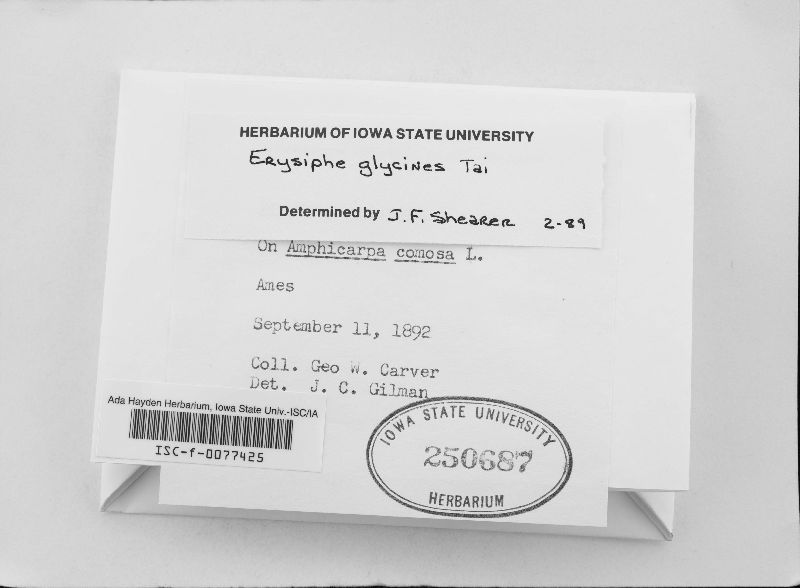 HERBARIUM OF IOWA STATE UNIVERSITY
Erysiphe glycines Tai
Determined by J. F. Shearer 2-89
On Amphicarpa comosa L.
Ames
September 11, 1892
Coll. Geo W. Carver
Det. J. C. Gilman
Ada Hayden Herbarium, Iowa State Univ.-ISC/IA
ISC-f-0077425
IOWA STATE UNIVERSITY
250687
HERBARIUM